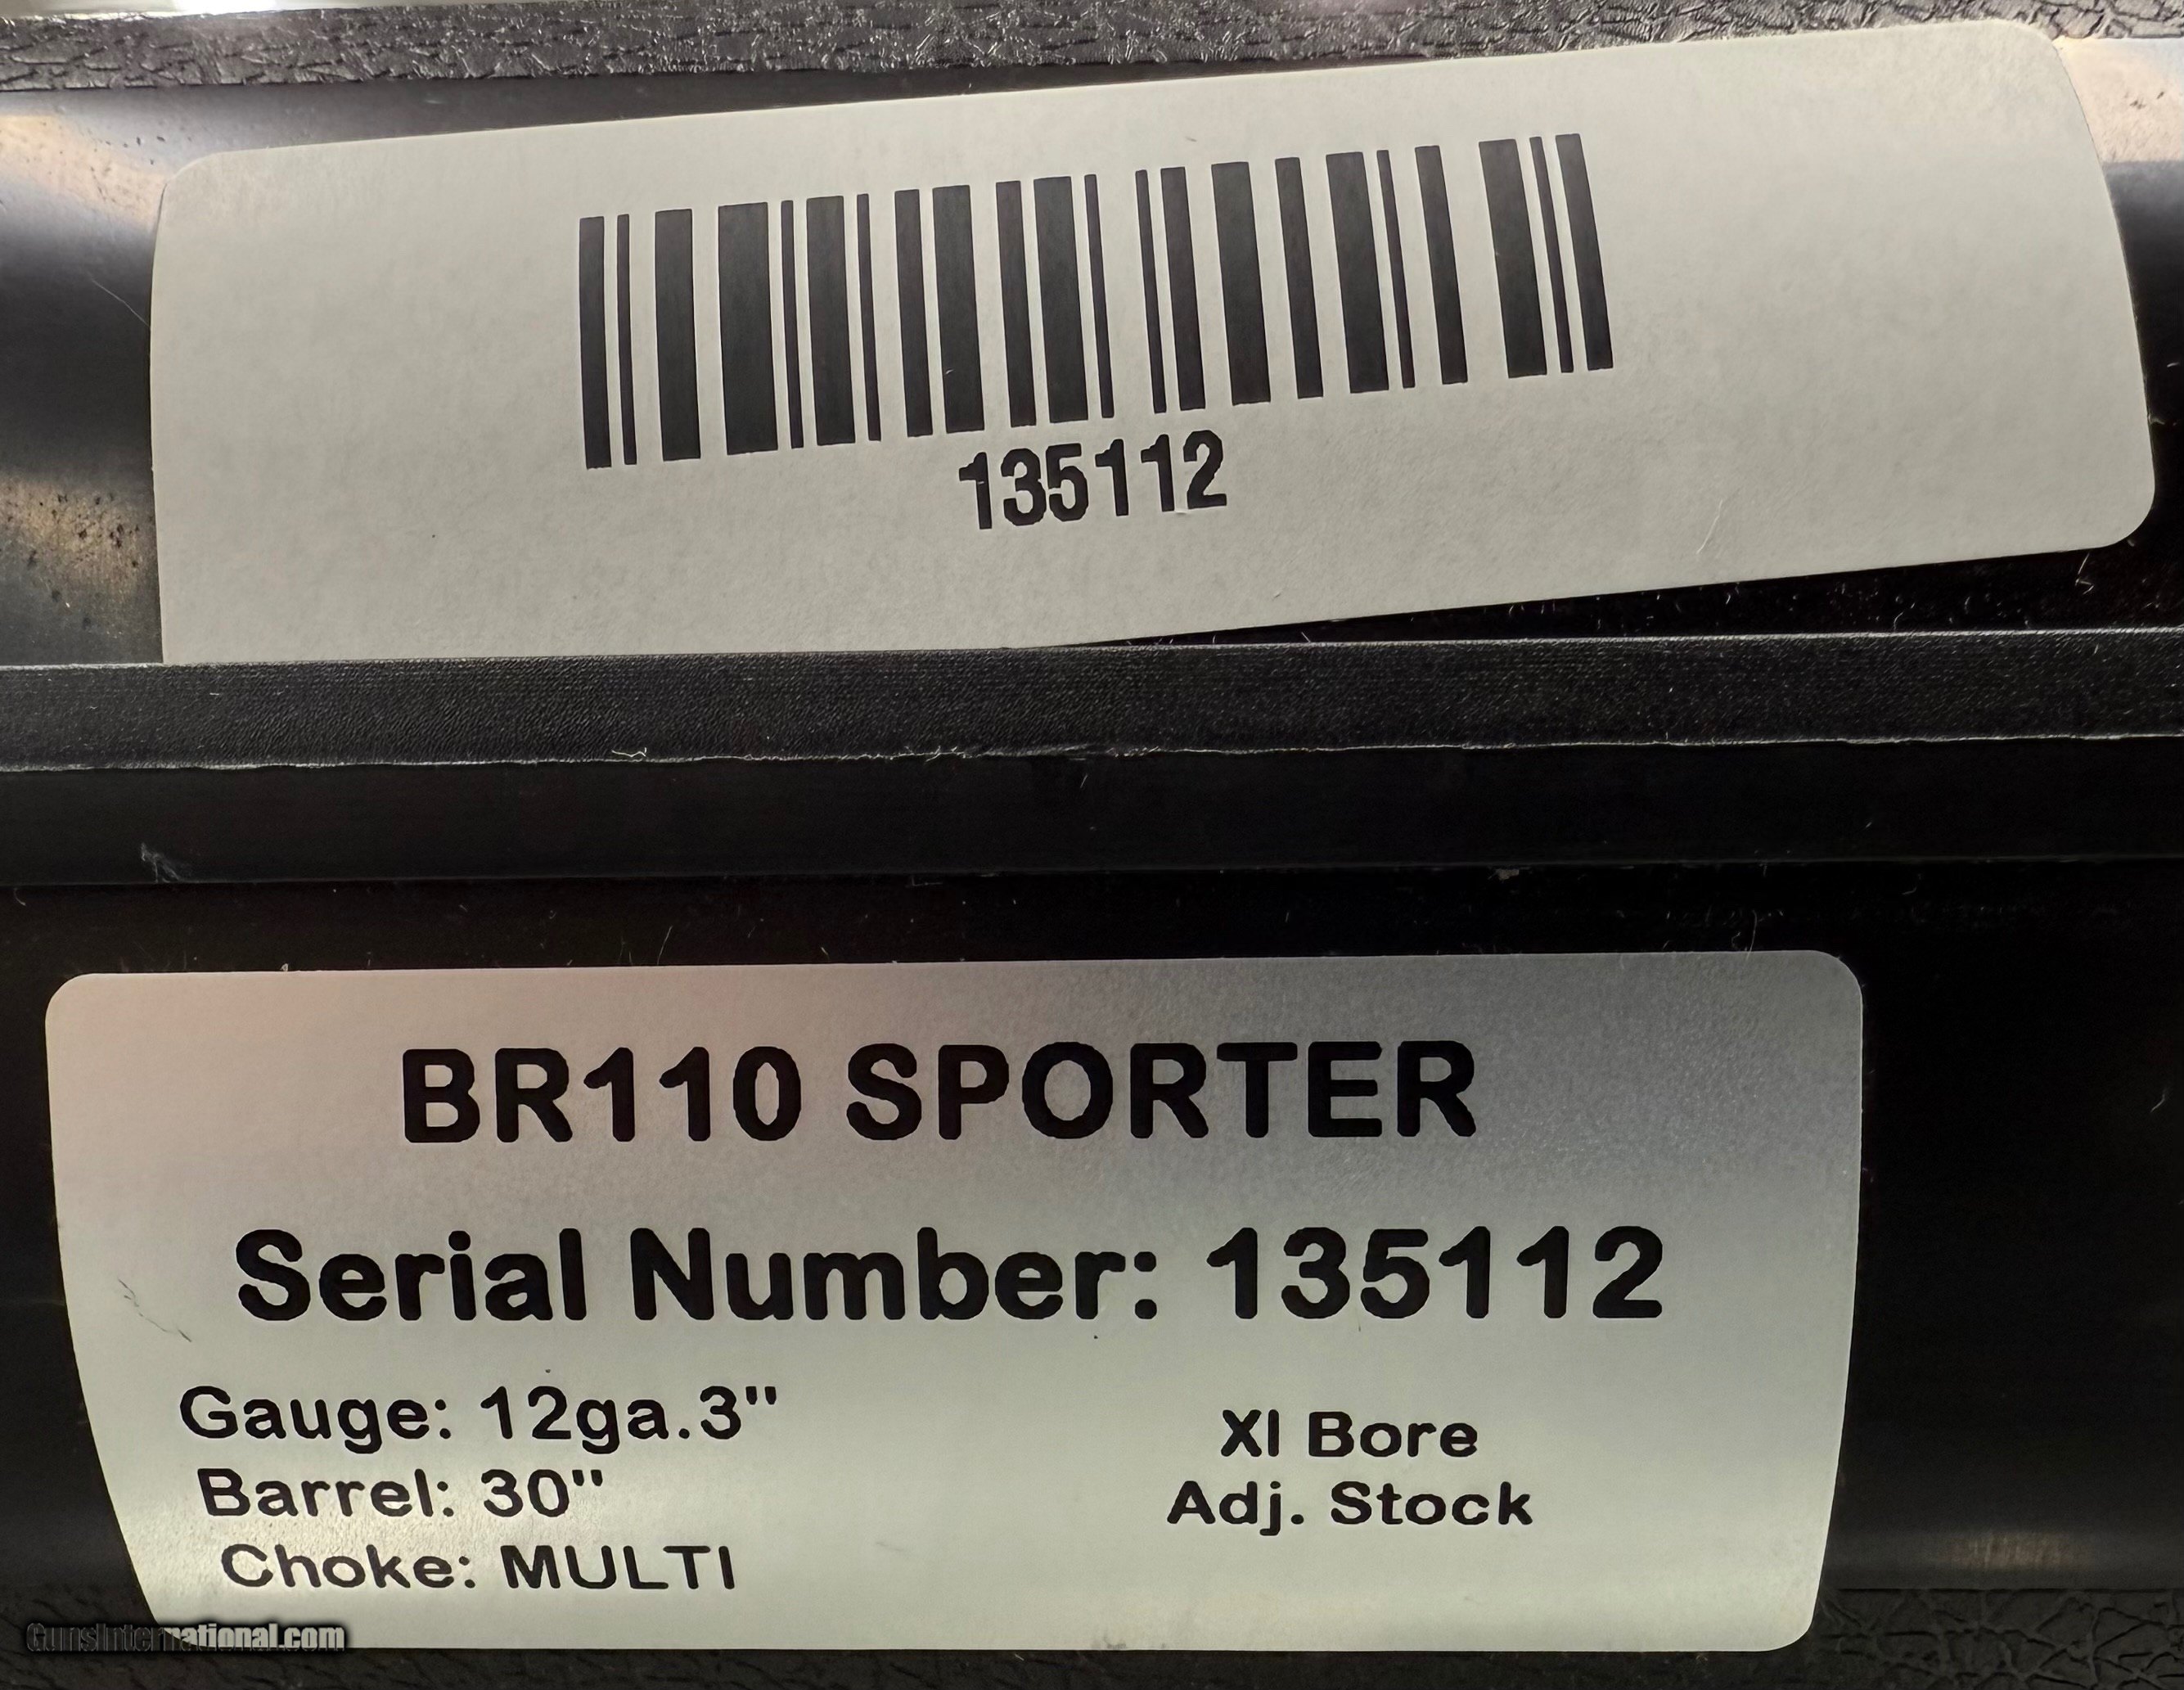 135112
BR110 SPORTER
Serial Number: 135112
Gauge: 12ga.3"
Barrel: 30"
Choke: MULTI
Xl Bore
Adj. Stock
GunsInternational.com